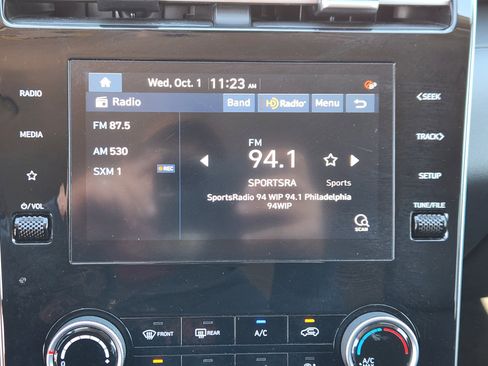 Wed, Oct. 1 11:23 AM
RADIO
Radio
Band
HD Radio
Menu
< SEEK
FM 87.5
MEDIA
AM 530
SXM 1
REC
FM
94.1
SPORTSRA
Sports
SportsRadio 94 WIP 94.1 Philadelphia
94WIP
SCAN
TRACK >
SETUP
/VOL
TUNE/FILE
FRONT
REAR
A/C
A/C